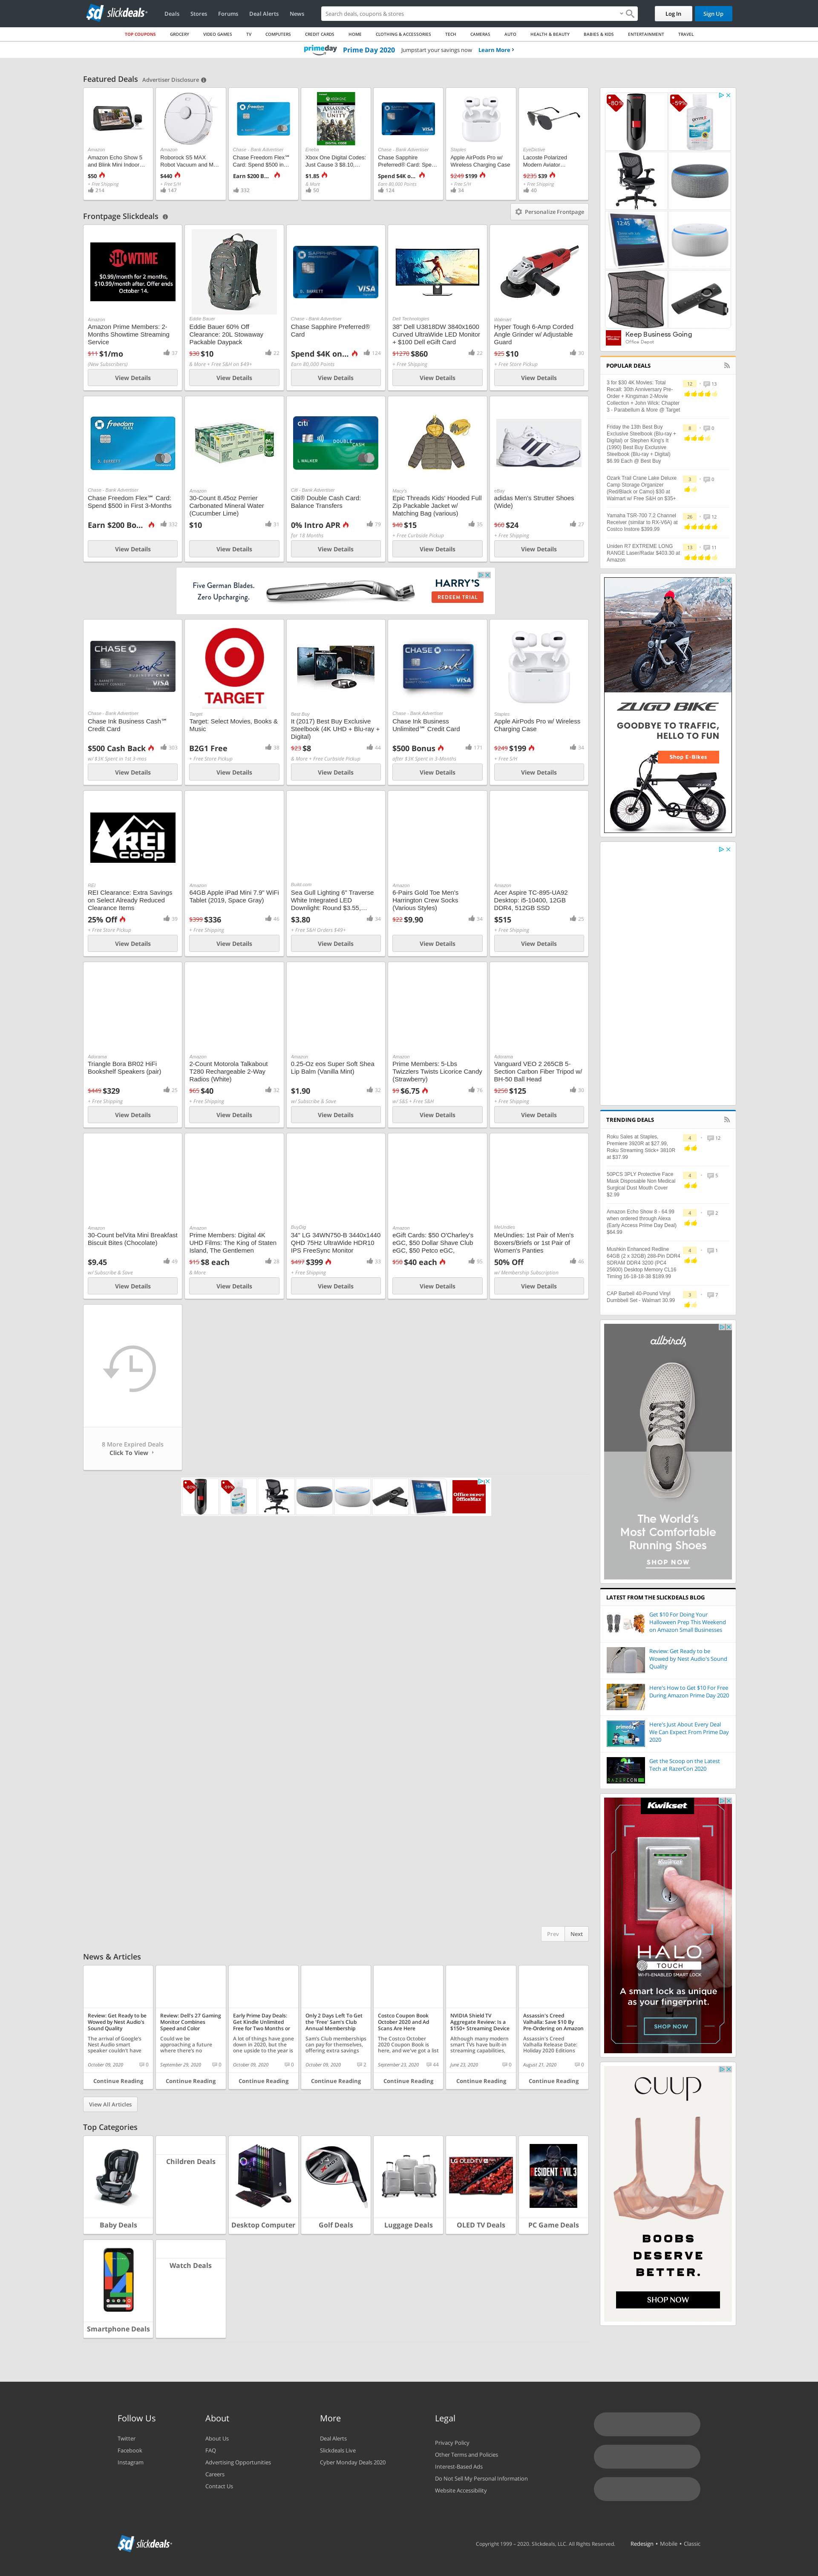 slickdeals
Deals
Stores
Forums
Deal Alerts
News
Search deals, coupons & stores
Log In
Sign Up
TOP COUPONS
GROCERY
VIDEO GAMES
TV
COMPUTERS
CREDIT CARDS
HOME
CLOTHING & ACCESSORIES
TECH
CAMERAS
AUTO
HEALTH & BEAUTY
BABIES & KIDS
ENTERTAINMENT
TRAVEL
prime day
Prime Day 2020
Jumpstart your savings now
Learn More
Featured Deals
Advertiser Disclosure
Amazon
Amazon Echo Show 5
and Blink Mini Indoor...
$50
+ Free Shipping
214
Amazon
Roborock S5 MAX
Robot Vacuum and M...
$440
+ Free S/H
147
Chase - Bank Advertiser
Chase Freedom Flex℠
Card: Spend $500 in...
Earn $200 B...
332
Eneba
Xbox One Digital Codes:
Just Cause 3 $8.10,...
$1.85
& More
50
Chase - Bank Advertiser
Chase Sapphire
Preferred® Card: Spe...
Spend $4K o...
Earn 80,000 Points
124
Staples
Apple AirPods Pro w/
Wireless Charging Case
$249 $199
+ Free S/H
34
EyeDictive
Lacoste Polarized
Modern Aviator...
$235 $39
+ Free Shipping
40
Frontpage Slickdeals
Personalize Frontpage
SHOWTIME
$0.99/month for 2 months,
$10.99/month after. Offer ends
October 14.
Amazon
Amazon Prime Members: 2-
Months Showtime Streaming
Service
$11 $1/mo
37
(New Subscribers)
View Details
Eddie Bauer
Eddie Bauer 60% Off
Clearance: 20L Stowaway
Packable Daypack
$30 $10
22
& More + Free S&H on $49+
View Details
Chase - Bank Advertiser
Chase Sapphire Preferred®
Card
Spend $4K on...
124
Earn 80,000 Points
View Details
Dell Technologies
38" Dell U3818DW 3840x1600
Curved UltraWide LED Monitor
+ $100 Dell eGift Card
$1270 $860
22
+ Free Shipping
View Details
Walmart
Hyper Tough 6-Amp Corded
Angle Grinder w/ Adjustable
Guard
$25 $10
30
+ Free Store Pickup
View Details
Chase - Bank Advertiser
Chase Freedom Flex℠ Card:
Spend $500 in First 3-Months
Earn $200 Bo...
332
View Details
Amazon
30-Count 8.45oz Perrier
Carbonated Mineral Water
(Cucumber Lime)
$10
31
View Details
Citi - Bank Advertiser
Citi® Double Cash Card:
Balance Transfers
0% Intro APR
79
for 18 Months
View Details
Macy's
Epic Threads Kids' Hooded Full
Zip Packable Jacket w/
Matching Bag (various)
$40 $15
35
+ Free Curbside Pickup
View Details
eBay
adidas Men's Strutter Shoes
(Wide)
$60 $24
27
+ Free Shipping
View Details
Five German Blades.
Zero Upcharging.
HARRY'S
REDEEM TRIAL
Chase - Bank Advertiser
Chase Ink Business Cash℠
Credit Card
$500 Cash Back
303
w/ $3K Spent in 1st 3-mos
View Details
TARGET
Target
Target: Select Movies, Books &
Music
B2G1 Free
38
+ Free Store Pickup
View Details
Best Buy
It (2017) Best Buy Exclusive
Steelbook (4K UHD + Blu-ray +
Digital)
$23 $8
44
& More + Free Curbside Pickup
View Details
Chase - Bank Advertiser
Chase Ink Business
Unlimited℠ Credit Card
$500 Bonus
171
after $3K Spent in 3-Months
View Details
Staples
Apple AirPods Pro w/ Wireless
Charging Case
$249 $199
34
+ Free S/H
View Details
REI
co-op
REI
REI Clearance: Extra Savings
on Select Already Reduced
Clearance Items
25% Off
39
+ Free Store Pickup
View Details
Amazon
64GB Apple iPad Mini 7.9" WiFi
Tablet (2019, Space Gray)
$399 $336
46
+ Free Shipping
View Details
Build.com
Sea Gull Lighting 6" Traverse
White Integrated LED
Downlight: Round $3.55,...
$3.80
34
+ Free S&H Orders $49+
View Details
Amazon
6-Pairs Gold Toe Men's
Harrington Crew Socks
(Various Styles)
$22 $9.90
34
View Details
Amazon
Acer Aspire TC-895-UA92
Desktop: i5-10400, 12GB
DDR4, 512GB SSD
$515
25
+ Free Shipping
View Details
Adorama
Triangle Bora BR02 HiFi
Bookshelf Speakers (pair)
$449 $329
25
+ Free Shipping
View Details
Amazon
2-Count Motorola Talkabout
T280 Rechargeable 2-Way
Radios (White)
$65 $40
32
+ Free Shipping
View Details
Amazon
0.25-Oz eos Super Soft Shea
Lip Balm (Vanilla Mint)
$1.90
32
w/ Subscribe & Save
View Details
Amazon
Prime Members: 5-Lbs
Twizzlers Twists Licorice Candy
(Strawberry)
$9 $6.75
76
w/ S&S + Free S&H
View Details
Adorama
Vanguard VEO 2 265CB 5-
Section Carbon Fiber Tripod w/
BH-50 Ball Head
$250 $125
30
+ Free Shipping
View Details
Amazon
30-Count belVita Mini Breakfast
Biscuit Bites (Chocolate)
$9.45
49
w/ Subscribe & Save
View Details
Amazon
Prime Members: Digital 4K
UHD Films: The King of Staten
Island, The Gentlemen
$15 $8 each
28
& More
View Details
BuyDig
34" LG 34WN750-B 3440x1440
QHD 75Hz UltraWide HDR10
IPS FreeSync Monitor
$497 $399
33
+ Free Shipping
View Details
Amazon
eGift Cards: $50 O'Charley's
eGC, $50 Dollar Shave Club
eGC, $50 Petco eGC,
$50 $40 each
95
View Details
MeUndies
MeUndies: 1st Pair of Men's
Boxers/Briefs or 1st Pair of
Women's Panties
50% Off
46
w/ Membership Subscription
View Details
8 More Expired Deals
Click To View
Office DEPOT
OfficeMax
Prev
Next
News & Articles
Review: Get Ready to be
Wowed by Nest Audio's
Sound Quality
The arrival of Google's
Nest Audio smart
speaker couldn't have
October 09, 2020
0
Continue Reading
Review: Dell's 27 Gaming
Monitor Combines
Speed and Color
Could we be
approaching a future
where there's no
September 29, 2020
0
Continue Reading
Early Prime Day Deals:
Get Kindle Unlimited
Free for Two Months or
A lot of things have gone
down in 2020, but the
one upside to the year is
October 09, 2020
0
Continue Reading
Only 2 Days Left To Get
the 'Free' Sam's Club
Annual Membership
Sam's Club memberships
can pay for themselves,
offering extra savings
October 09, 2020
2
Continue Reading
Costco Coupon Book
October 2020 and Ad
Scans Are Here
The Costco October
2020 Coupon Book is
here, and we've got a list
September 23, 2020
44
Continue Reading
NVIDIA Shield TV
Aggregate Review: Is a
$150+ Streaming Device
Although many modern
smart TVs have built-in
streaming capabilities,
June 23, 2020
0
Continue Reading
Assassin's Creed
Valhalla: Save $10 By
Pre-Ordering on Amazon
Assassin's Creed
Valhalla Release Date:
Holiday 2020 Editions
August 21, 2020
0
Continue Reading
View All Articles
Top Categories
Baby Deals
Children Deals
Desktop Computer
Golf Deals
Luggage Deals
OLED TV Deals
PC Game Deals
Smartphone Deals
Watch Deals
-80%
-59%
Keep Business Going
Office Depot
POPULAR DEALS
3 for $30 4K Movies: Total
Recall: 30th Anniversary Pre-
Order + Kingsman 2-Movie
Collection + John Wick: Chapter
3 - Parabellum & More @ Target
12
15
Friday the 13th Best Buy
Exclusive Steelbook (Blu-ray +
Digital) or Stephen King's It
(1990) Best Buy Exclusive
Steelbook (Blu-ray + Digital)
$6.99 Each @ Best Buy
8
0
Ozark Trail Crane Lake Deluxe
Camp Storage Organizer
(Red/Black or Camo) $30 at
Walmart w/ Free S&H on $35+
3
0
Yamaha TSR-700 7.2 Channel
Receiver (similar to RX-V6A) at
Costco Instore $399.99
26
12
Uniden R7 EXTREME LONG
RANGE Laser/Radar $403.30 at
Amazon
13
11
ZUGO BIKE
GOODBYE TO TRAFFIC,
HELLO TO FUN
Shop E-Bikes
TRENDING DEALS
Roku Sales at Staples,
Premiere 3920R at $27.99,
Roku Streaming Stick+ 3810R
at $37.99
4
12
50PCS 3PLY Protective Face
Mask Disposable Non Medical
Surgical Dust Mouth Cover
$2.99
4
5
Amazon Echo Show 8 - 64.99
when ordered through Alexa
(Early Access Prime Day Deal)
$64.99
4
2
Mushkin Enhanced Redline
64GB (2 x 32GB) 288-Pin DDR4
SDRAM DDR4 3200 (PC4
25600) Desktop Memory CL16
Timing 16-18-18-38 $189.99
4
1
CAP Barbell 40-Pound Vinyl
Dumbbell Set - Walmart 30.99
3
7
allbirds
The World's
Most Comfortable
Running Shoes
SHOP NOW
LATEST FROM THE SLICKDEALS BLOG
Get $10 For Doing Your
Halloween Prep This Weekend
on Amazon Small Businesses
Review: Get Ready to be
Wowed by Nest Audio's Sound
Quality
Here's How to Get $10 For Free
During Amazon Prime Day 2020
Here's Just About Every Deal
We Can Expect From Prime Day
2020
Get the Scoop on the Latest
Tech at RazerCon 2020
Kwikset
HALO
TOUCH
WI-FI-ENABLED SMART LOCK
A smart lock as unique
as your fingerprint.
SHOP NOW
CUUP
BOOBS
DESERVE
BETTER.
SHOP NOW
Follow Us
Twitter
Facebook
Instagram
About
About Us
FAQ
Advertising Opportunities
Careers
Contact Us
More
Deal Alerts
Slickdeals Live
Cyber Monday Deals 2020
Legal
Privacy Policy
Other Terms and Policies
Interest-Based Ads
Do Not Sell My Personal Information
Website Accessibility
slickdeals
Copyright 1999 - 2020. Slickdeals, LLC. All Rights Reserved.
Redesign • Mobile • Classic